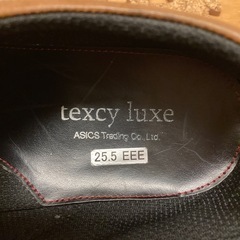 texcy luxe
ASICS Trading Co., Ltd.
25.5 EEE